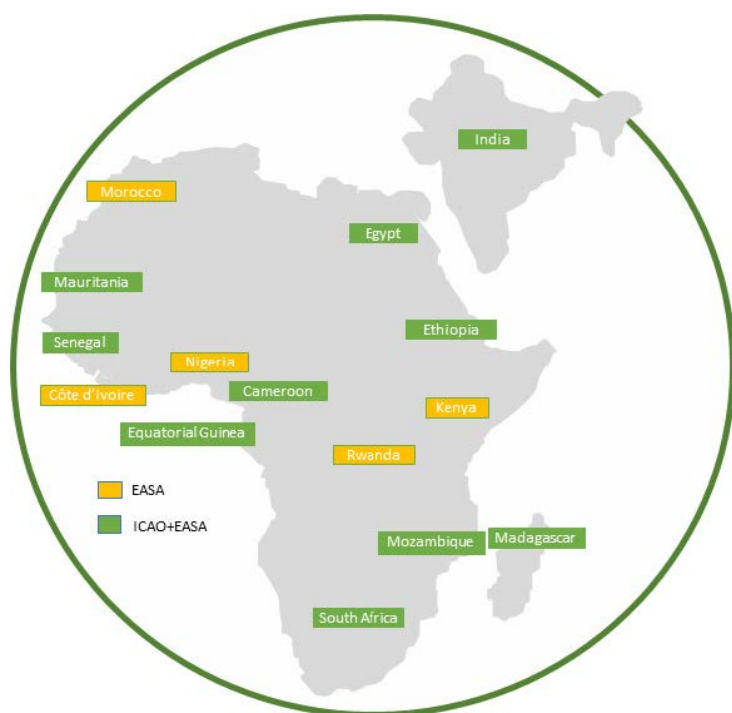 India
Morocco
Egypt
Mauritania
Ethiopia
Senegal
Nigeria
Cameroon
Côte d'Ivoire
Kenya
Equatorial Guinea
Rwanda
EASA
ICAO+EASA
Mozambique
Madagascar
South Africa